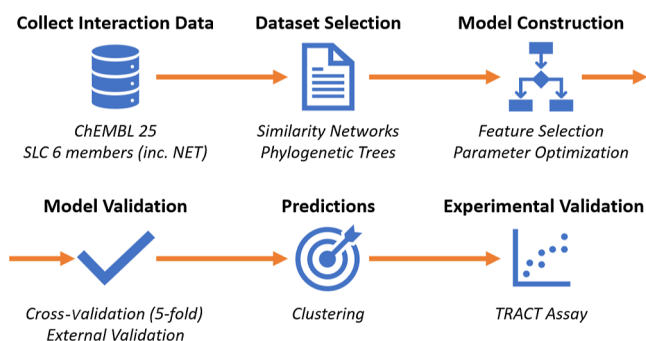 Collect Interaction Data
Dataset Selection
Model Construction
ChEMBL 25
SLC 6 members (inc. NET)
Similarity Networks
Phylogenetic Trees
Feature Selection
Parameter Optimization
Model Validation
Predictions
Experimental Validation
Cross-validation (5-fold)
External Validation
Clustering
TRACT Assay